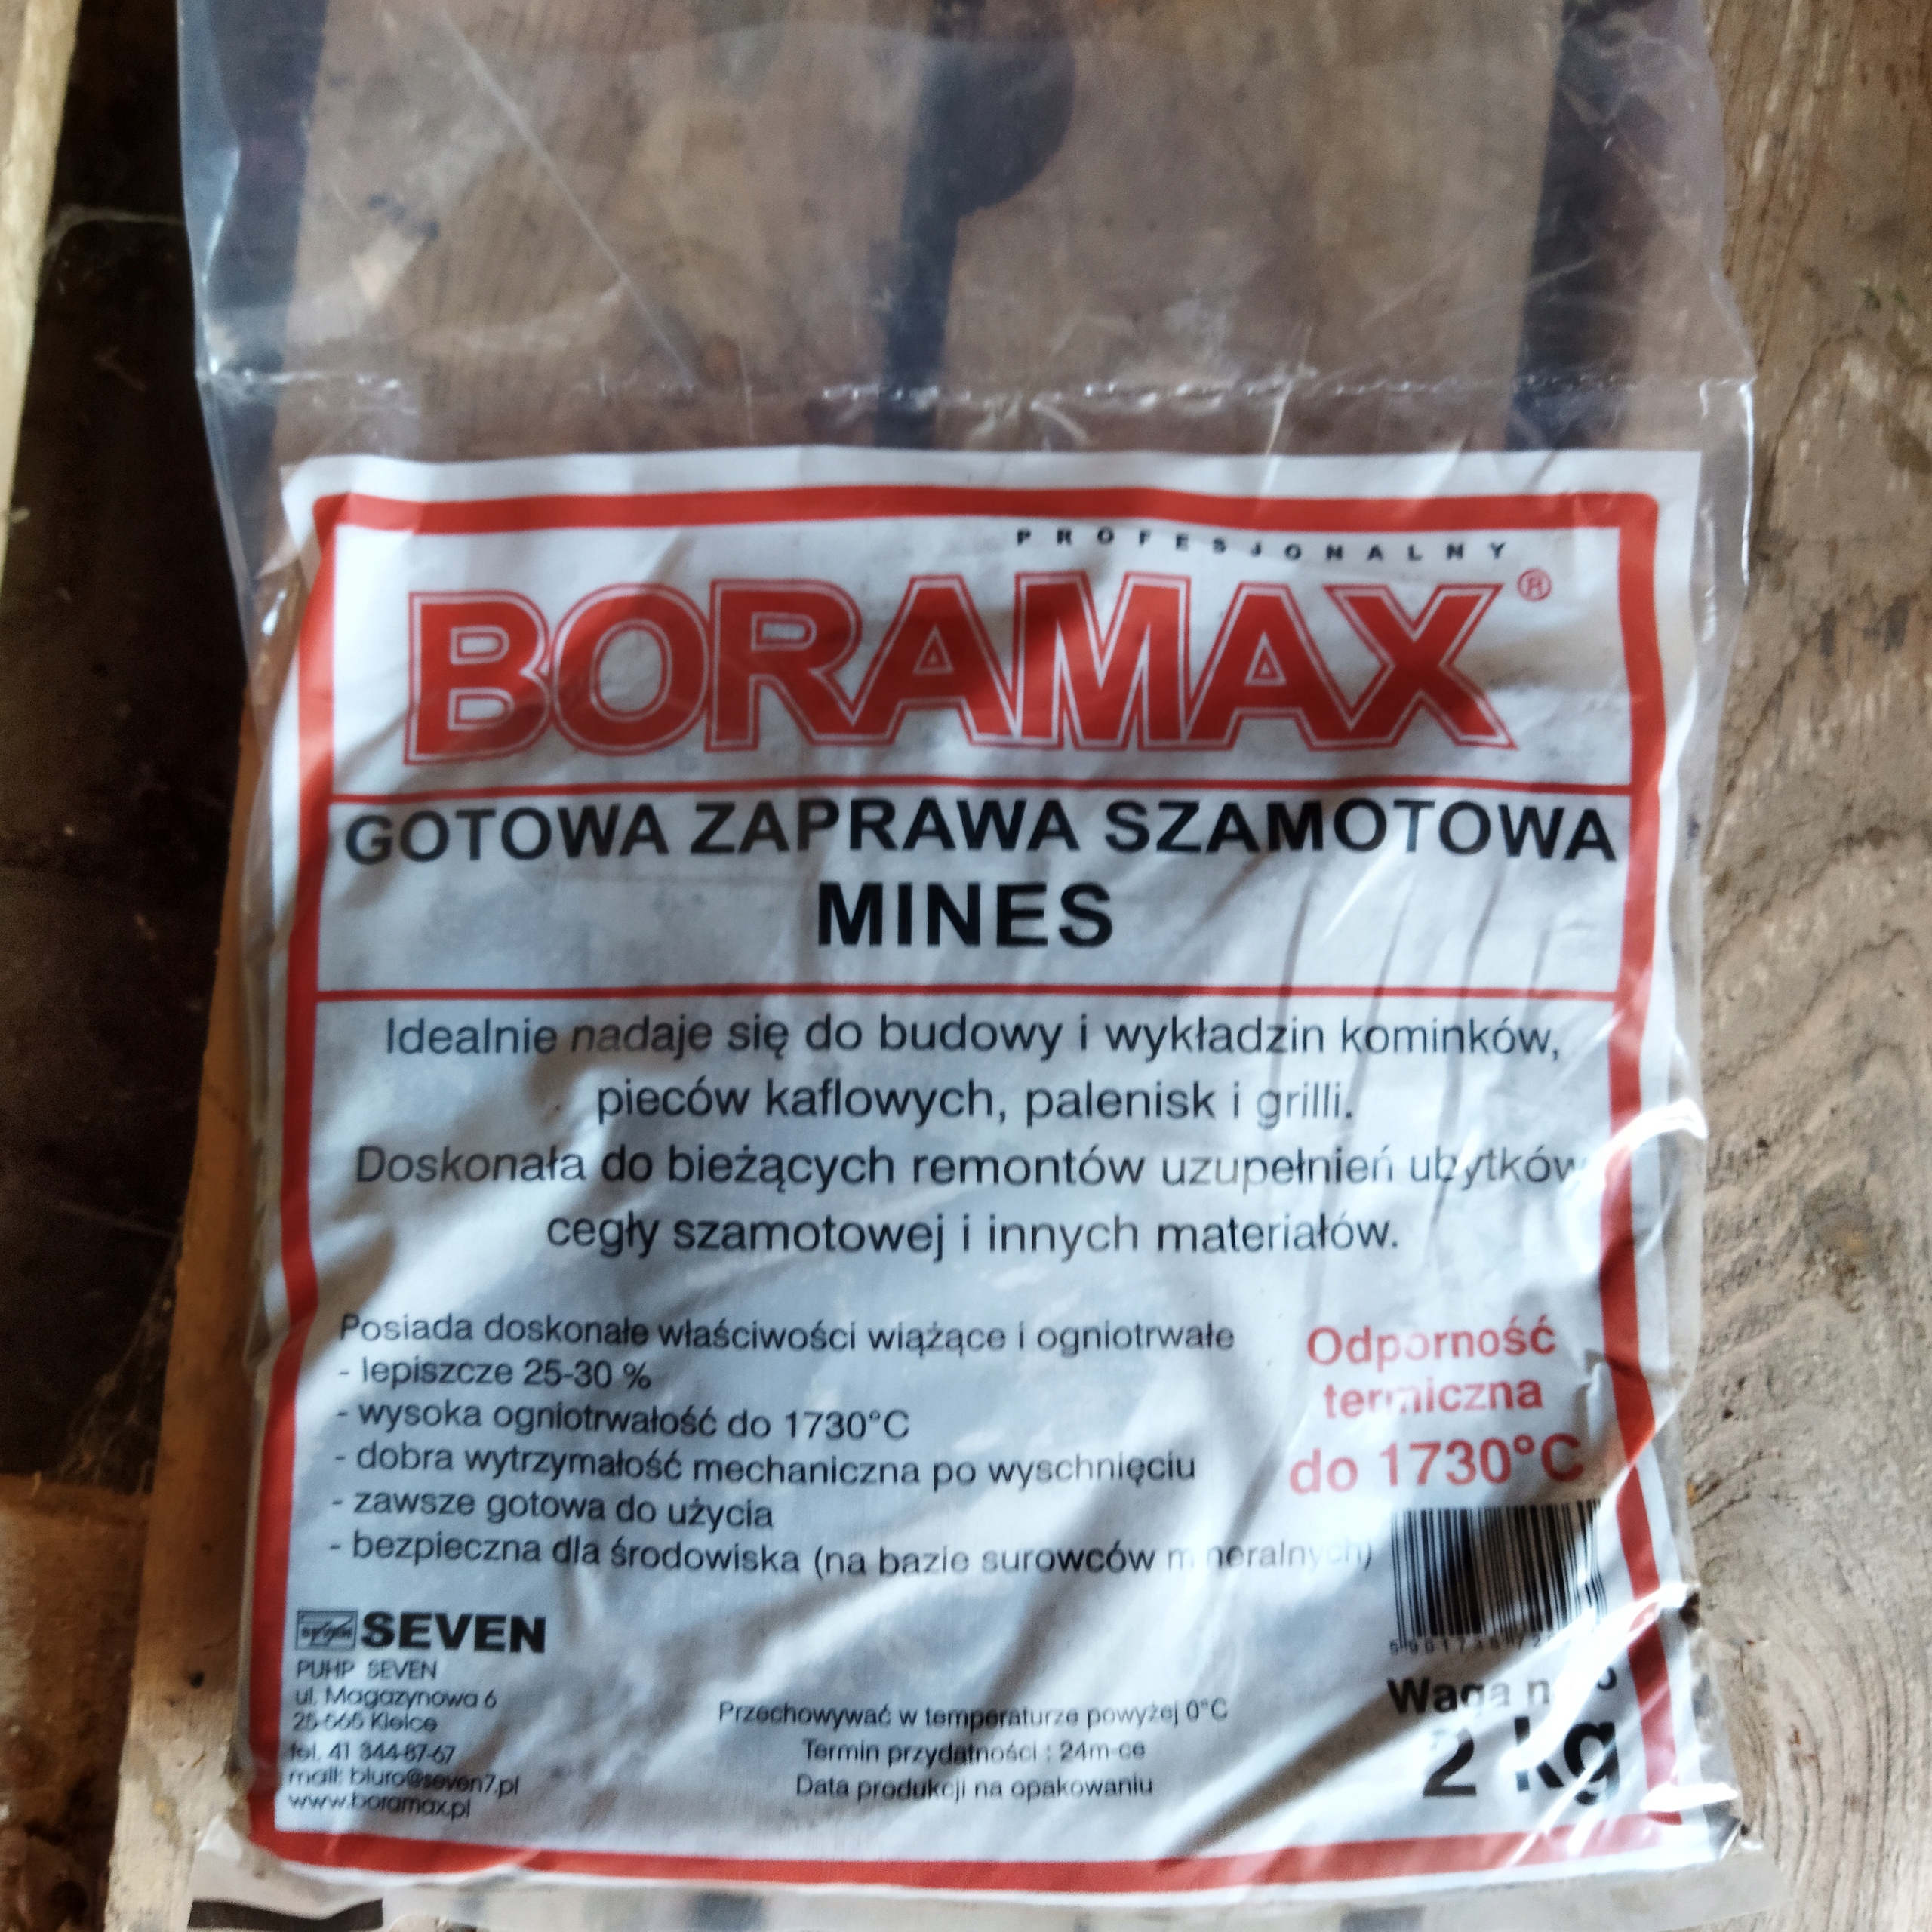 PROFESJONALNY
BORAMAX®
GOTOWA ZAPRAWA SZAMOTOWA
MINES
Idealnie nadaje się do budowy i wykładzin kominków,
pieców kaflowych, palenisk i grilli.
Doskonała do bieżących remontów uzupełnień ubytków
cegły szamotowej i innych materiałów.
Posiada doskonałe właściwości wiążące i ogniotrwałe
- lepiszcze 25-30 %
- wysoka ogniotrwałość do 1730°C
- dobra wytrzymałość mechaniczna po wyschnięciu
- zawsze gotowa do użycia
- bezpieczna dla środowiska (na bazie surowców mineralnych)
Odporność
termiczna
do 1730°C
SEVEN SEVEN
PUHP SEVEN
ul. Magazynowa 6
25-565 Kielce
tel. 41 344-87-67
mail: biuro@seven7.pl
www.boramax.pl
Przechowywać w temperaturze powyżej 0°C
Termin przydatności : 24m-ce
Data produkcji na opakowaniu
Waga
2 kg